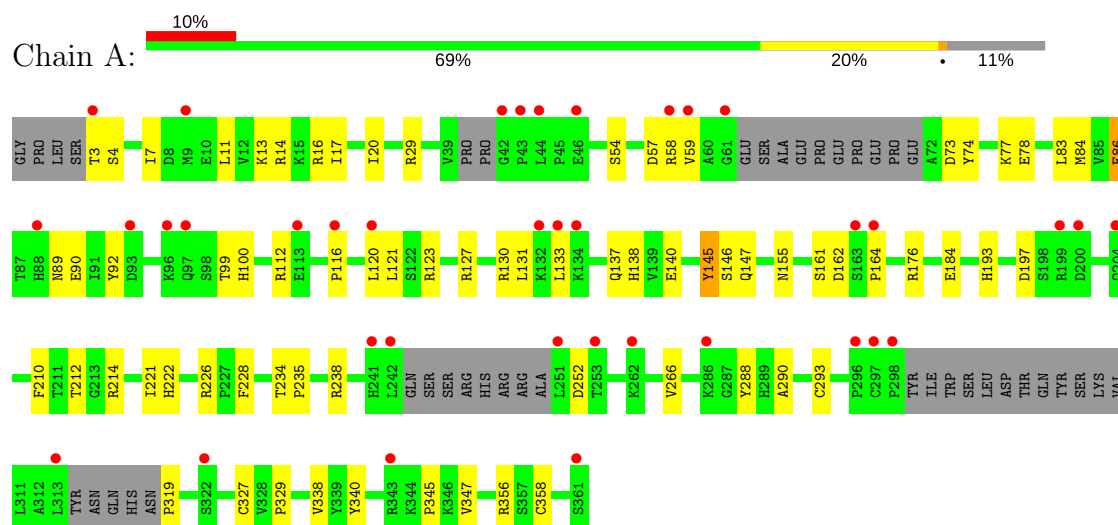 Chain A:
10%
69%
20%
•
11%
GLY PRO LEU SER T3 S4 I7 D8 M9 E10 L11 V12 K13 R14 K15 R16 I17 I20 R29 V39 PRO PRO G42 P43 L44 P45 E46 S54 D57 R58 V59 A60 G61 GLU SER ALA GLU PRO GLU PRO GLU PRO GLU A72 D73 Y74 K77 E78 L83 M84 V85
T87 H88 N89 E90 I91 Y92 D93 K96 Q97 S98 T99 H100 R112 E113 P116 L120 L121 S122 R123 R127 R130 L131 K132 L133 K134 Q137 H138 V139 E140 Y145 S146 Q147 N155 S161 D162 S163 P164 R176 E184 H193 D197 S198 R199 D200
F210 T211 T212 G213 R214 I221 H222 R226 P227 F228 T234 P235 R238 H241 L242 GLN SER SER ARG HIS ARG ARG ALA L251 D252 T253 K262 V266 K286 G287 Y288 H289 A290 C293 P296 C297 P298 TYR ILE TRP SER LEU ASP THR GLN TYR SER LYS VAL
L311 A312 L313 TYR ASN GLN HIS ASN P319 S322 C327 V328 P329 V338 Y339 Y340 R343 K344 P345 K346 V347 R356 S357 C358 S361